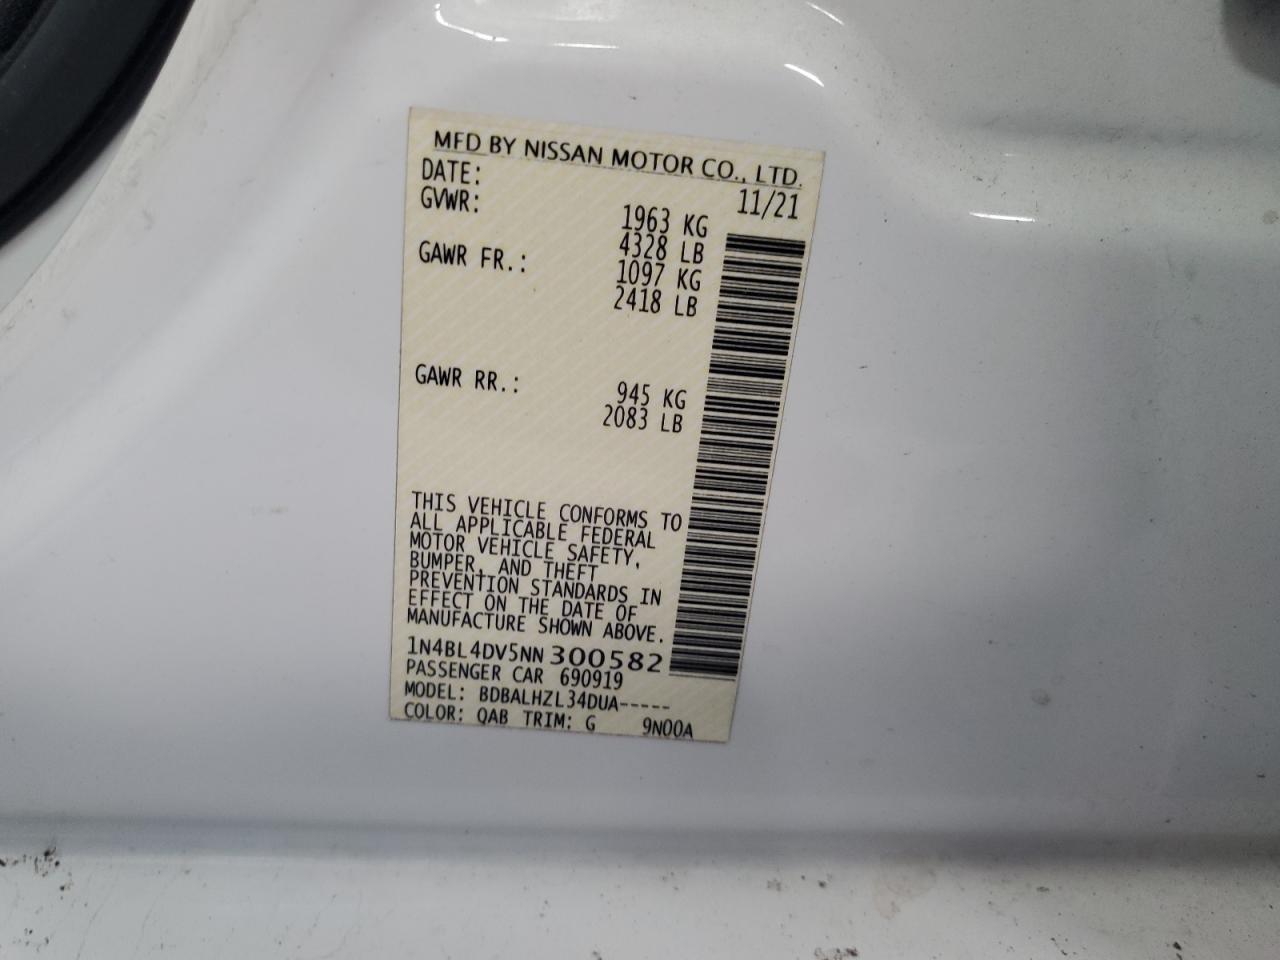 MFD BY NISSAN MOTOR CO., LTD.
DATE: 11/21
GVWR: 1963 KG
4328 LB
GAWR FR.: 1097 KG
2418 LB
GAWR RR.: 945 KG
2083 LB
THIS VEHICLE CONFORMS TO
ALL APPLICABLE FEDERAL
MOTOR VEHICLE SAFETY,
BUMPER, AND THEFT
PREVENTION STANDARDS IN
EFFECT ON THE DATE OF
MANUFACTURE SHOWN ABOVE.
1N4BL4DV5NN300582
PASSENGER CAR 690919
MODEL: BDBALHZL34DUA-----
COLOR: QAB TRIM: G 9N00A